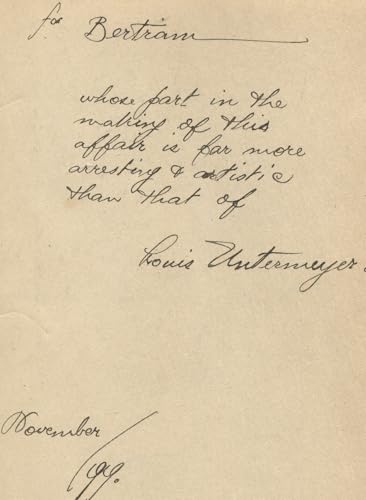 for Bertram
whose part in the
making of this
affair is far more
arresting & artistic
than that of
Louis Untermeyer.
November
/19.